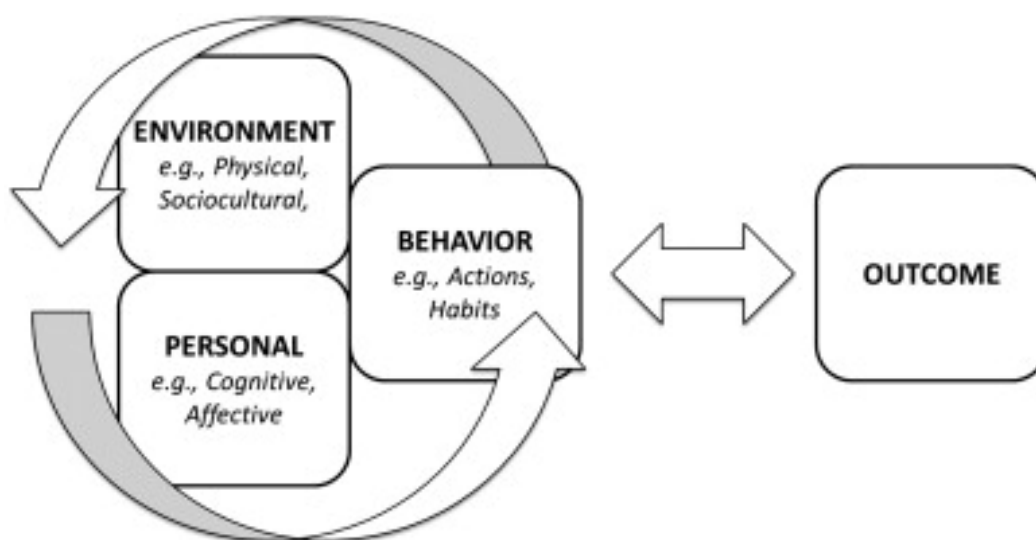 ENVIRONMENT
e.g., Physical,
Sociocultural,
BEHAVIOR
e.g., Actions,
Habits
OUTCOME
PERSONAL
e.g., Cognitive,
Affective